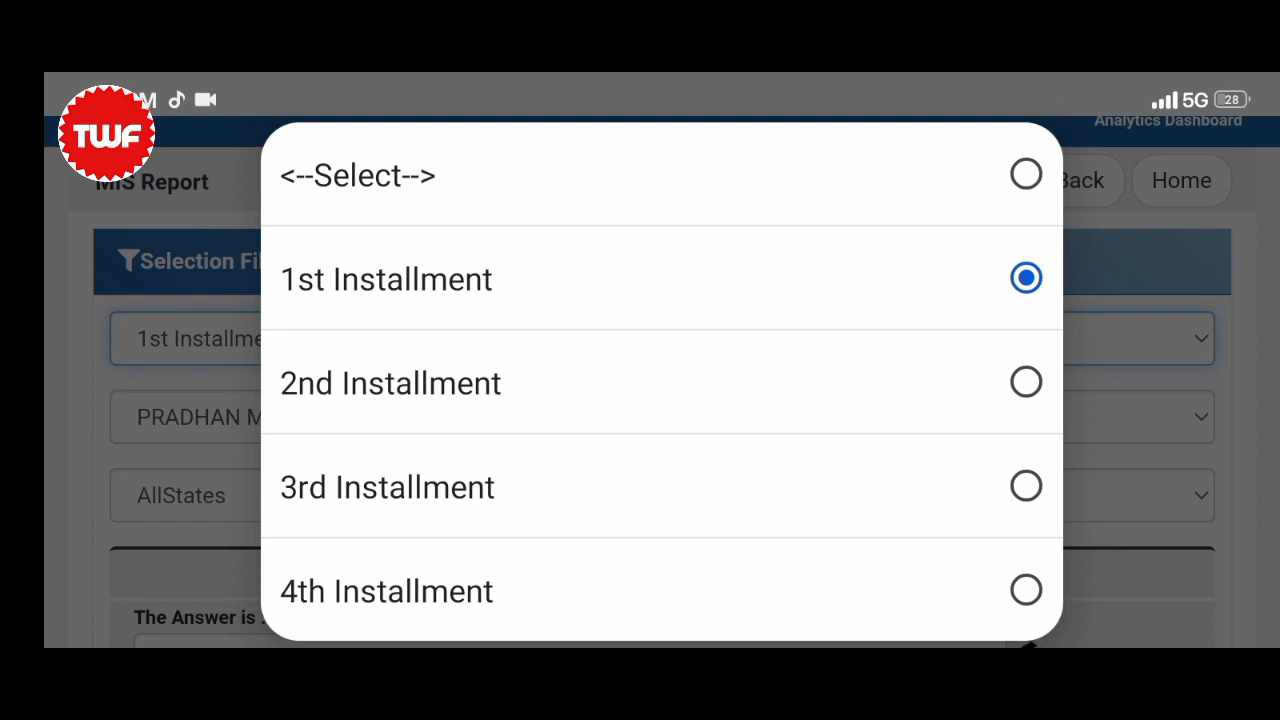 M
5G 28
TWF
Analytics Dashboard
MIS Report
Back
Home
Selection Fi
<--Select-->
1st Installment
2nd Installment
3rd Installment
4th Installment
1st Installme
PRADHAN M
AllStates
The Answer is :